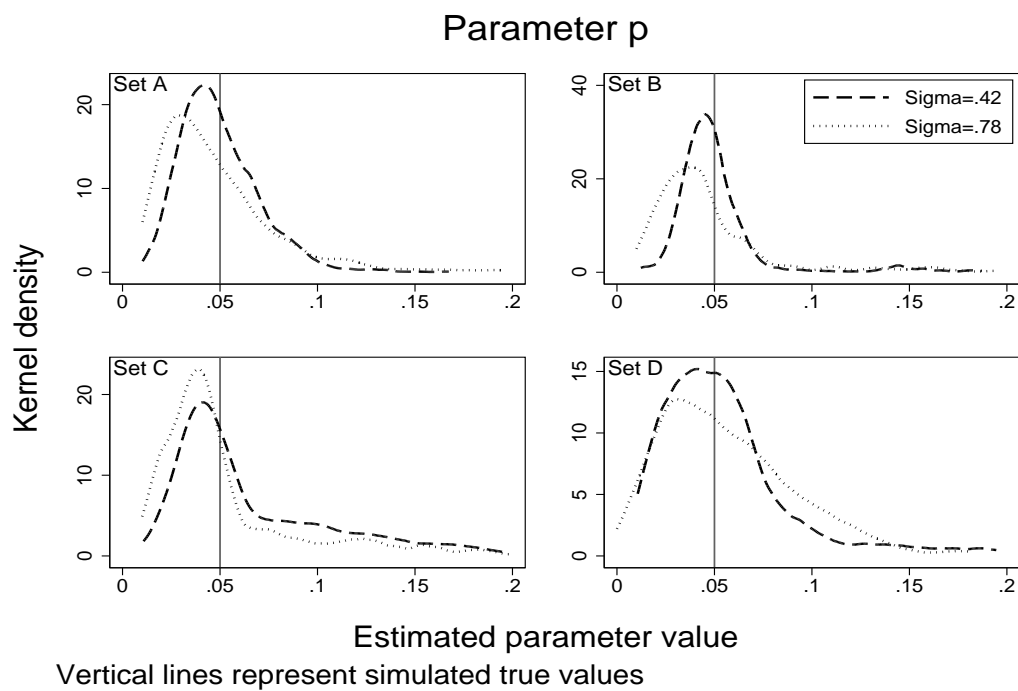 Parameter p
Set A
20
10
0
0 .05 .1 .15 .2
Set B
40
20
0
0 .05 .1 .15 .2
Sigma=.42
Sigma=.78
Set C
20
10
0
0 .05 .1 .15 .2
Set D
15
10
5
0
0 .05 .1 .15 .2
Kernel density
Estimated parameter value
Vertical lines represent simulated true values